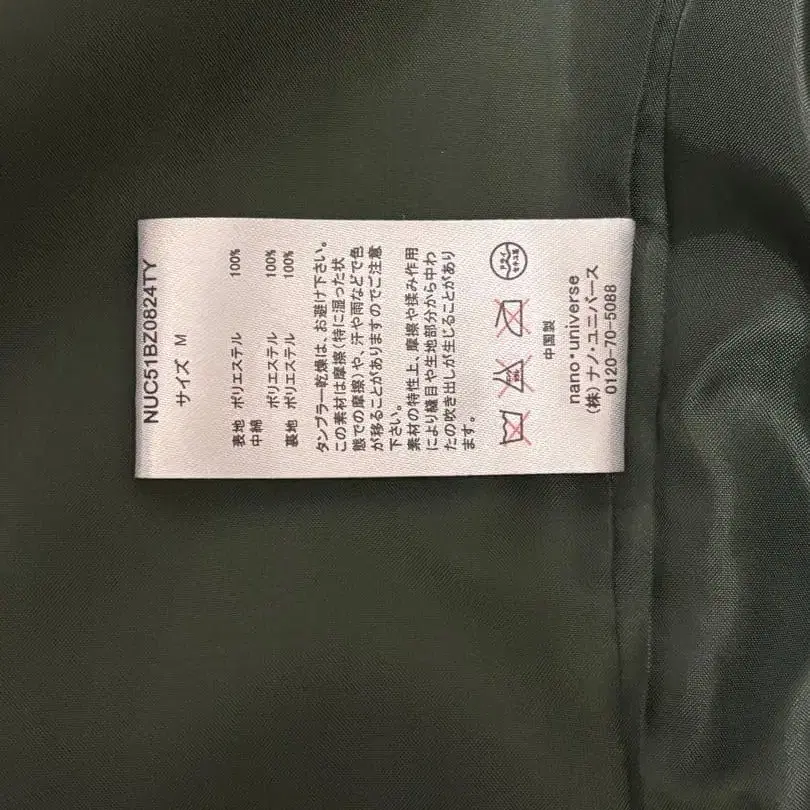 NUC51BZ0824TY
サイズ M
表地 ポリエステル 100%
中綿 ポリエステル 100%
裏地 ポリエステル 100%
タンブラー乾燥は、お避け下さい。
この素材は摩擦(特に湿った状
態での摩擦)や、汗や雨などで色
が移ることがありますのでご注意
下さい。
素材の特性上、摩擦や揉み作用
により縫目や生地部分から中わ
たの吹き出しが生じることがあり
ます。
中国製
nano・universe
(株)ナノ・ユニバース
0120-70-5088